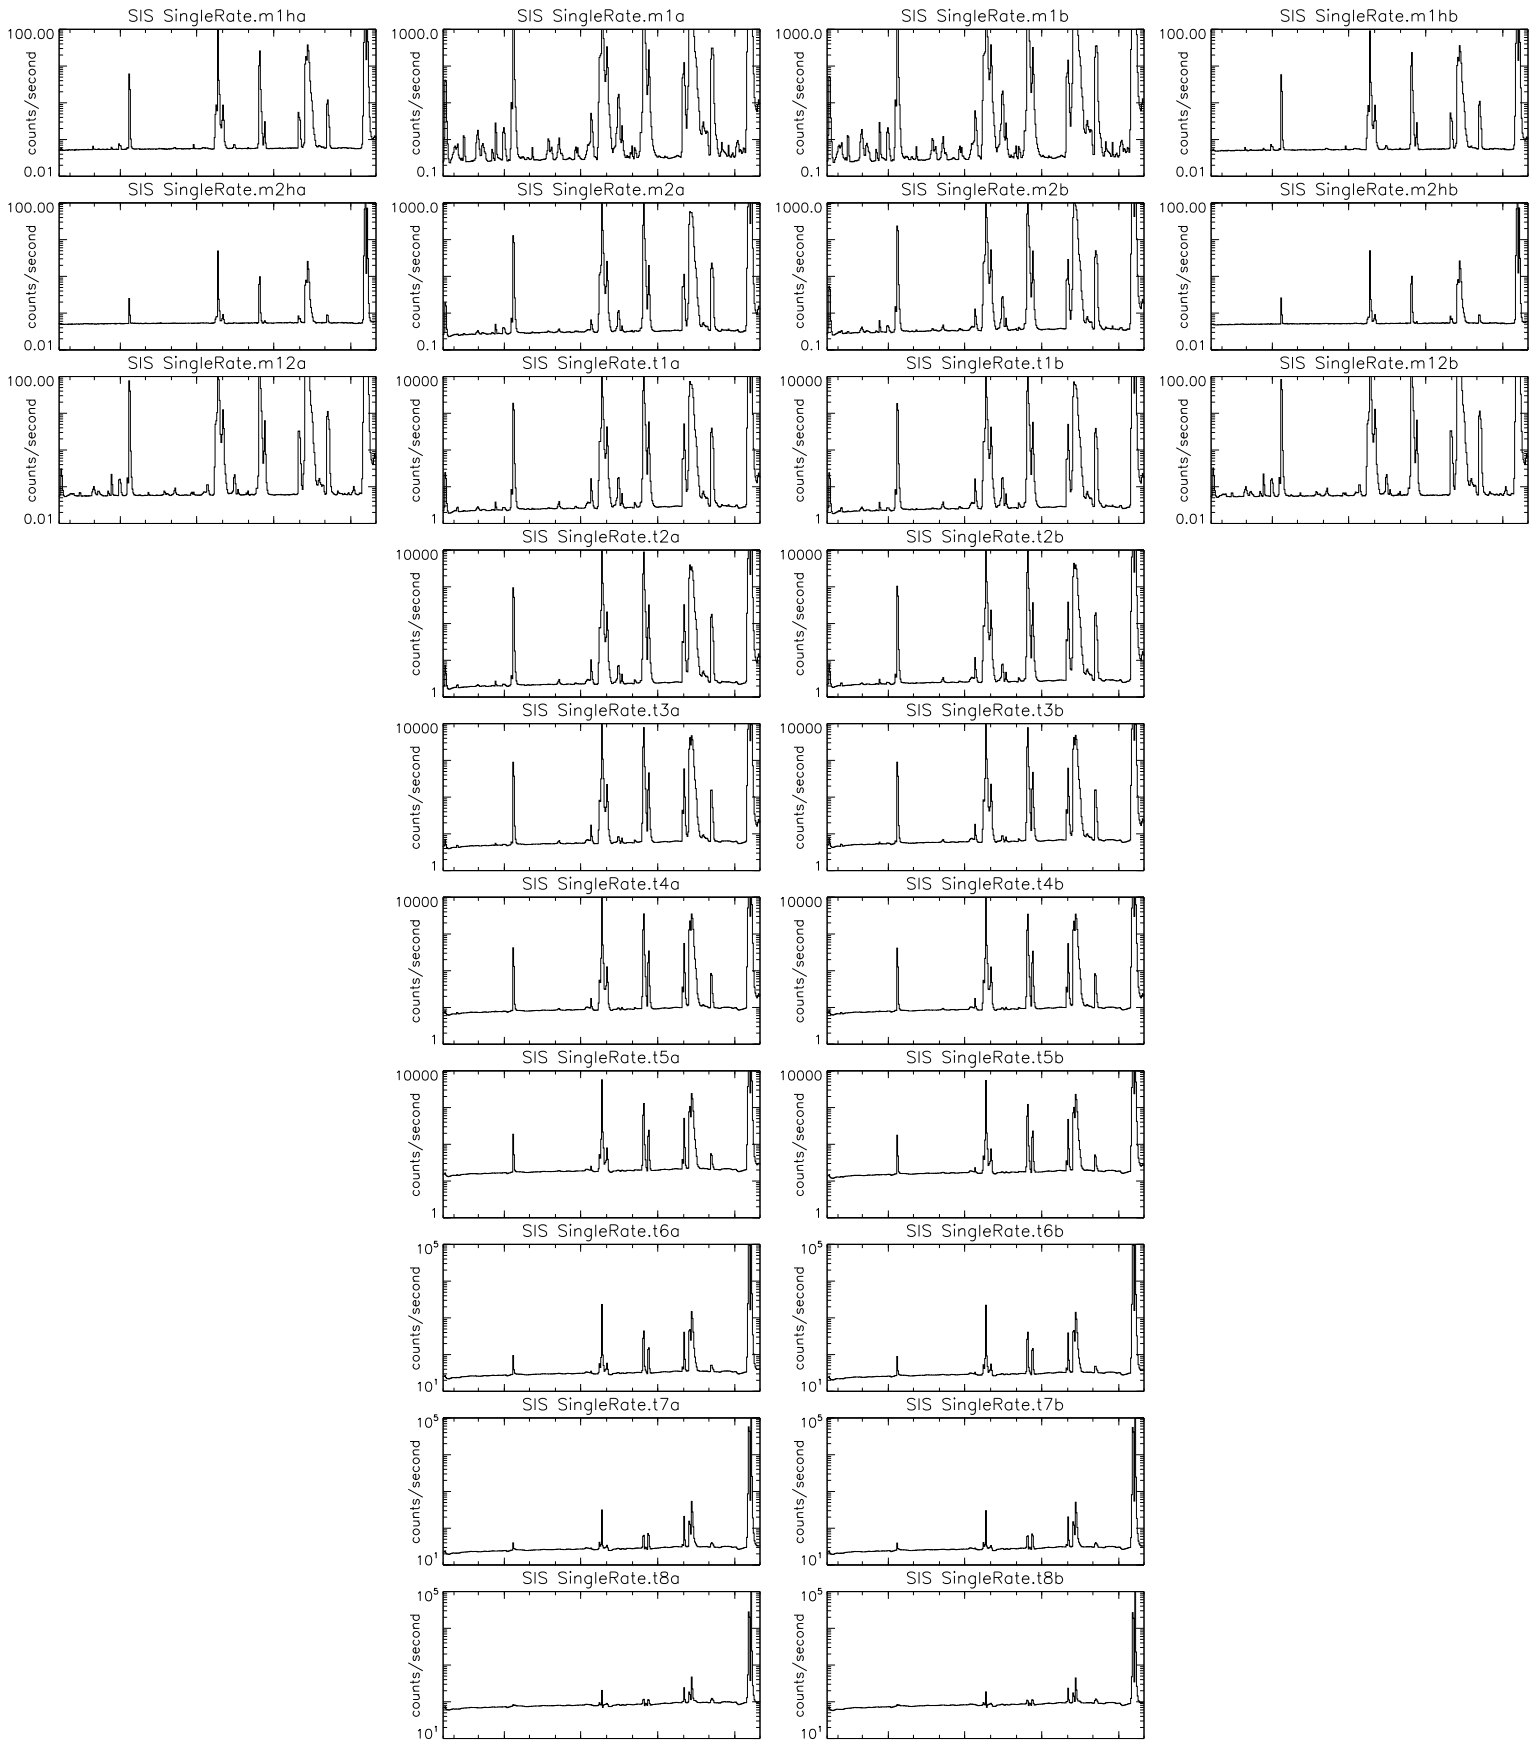 SIS SingleRate.m1ha
100.00
0.01
counts/second
SIS SingleRate.m1a
1000.0
0.1
counts/second
SIS SingleRate.m1b
1000.0
0.1
counts/second
SIS SingleRate.m1hb
100.00
0.01
counts/second
SIS SingleRate.m2ha
100.00
0.01
counts/second
SIS SingleRate.m2a
1000.0
0.1
counts/second
SIS SingleRate.m2b
1000.0
0.1
counts/second
SIS SingleRate.m2hb
100.00
0.01
counts/second
SIS SingleRate.m12a
100.00
0.01
counts/second
SIS SingleRate.t1a
10000
1
counts/second
SIS SingleRate.t1b
10000
1
counts/second
SIS SingleRate.m12b
100.00
0.01
counts/second
SIS SingleRate.t2a
10000
1
counts/second
SIS SingleRate.t2b
10000
1
counts/second
SIS SingleRate.t3a
10000
1
counts/second
SIS SingleRate.t3b
10000
1
counts/second
SIS SingleRate.t4a
10000
1
counts/second
SIS SingleRate.t4b
10000
1
counts/second
SIS SingleRate.t5a
10000
1
counts/second
SIS SingleRate.t5b
10000
1
counts/second
SIS SingleRate.t6a
10⁵
10¹
counts/second
SIS SingleRate.t6b
10⁵
10¹
counts/second
SIS SingleRate.t7a
10⁵
10¹
counts/second
SIS SingleRate.t7b
10⁵
10¹
counts/second
SIS SingleRate.t8a
10⁵
10¹
counts/second
SIS SingleRate.t8b
10⁵
10¹
counts/second